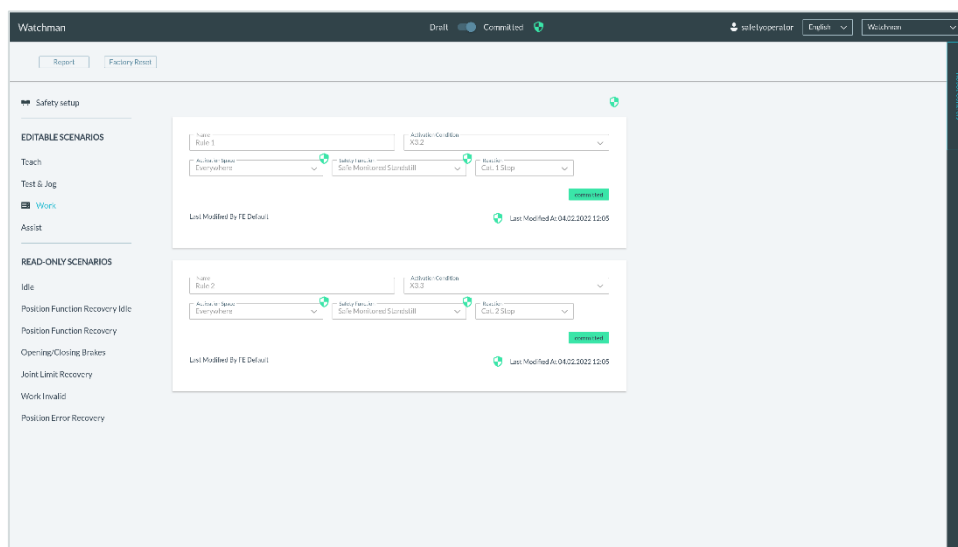 Watchman
Draft Committed
safetyoperator English Watchman
Report Factory Reset
Safety setup
EDITABLE SCENARIOS
Teach
Test & Jog
Work
Assist
READ-ONLY SCENARIOS
Idle
Position Function Recovery Idle
Position Function Recovery
Opening/Closing Brakes
Joint Limit Recovery
Work Invalid
Position Error Recovery
Name Activation Condition
Rule 1 X3.2
Activation Space Safety Function Reaction
Everywhere Safe Monitored Standstill Cat. 1 Stop
committed
Last Modified By FE Default Last Modified At 04.02.2022 12:05
Name Activation Condition
Rule 2 X3.3
Activation Space Safety Function Reaction
Everywhere Safe Monitored Standstill Cat. 2 Stop
committed
Last Modified By FE Default Last Modified At 04.02.2022 12:05